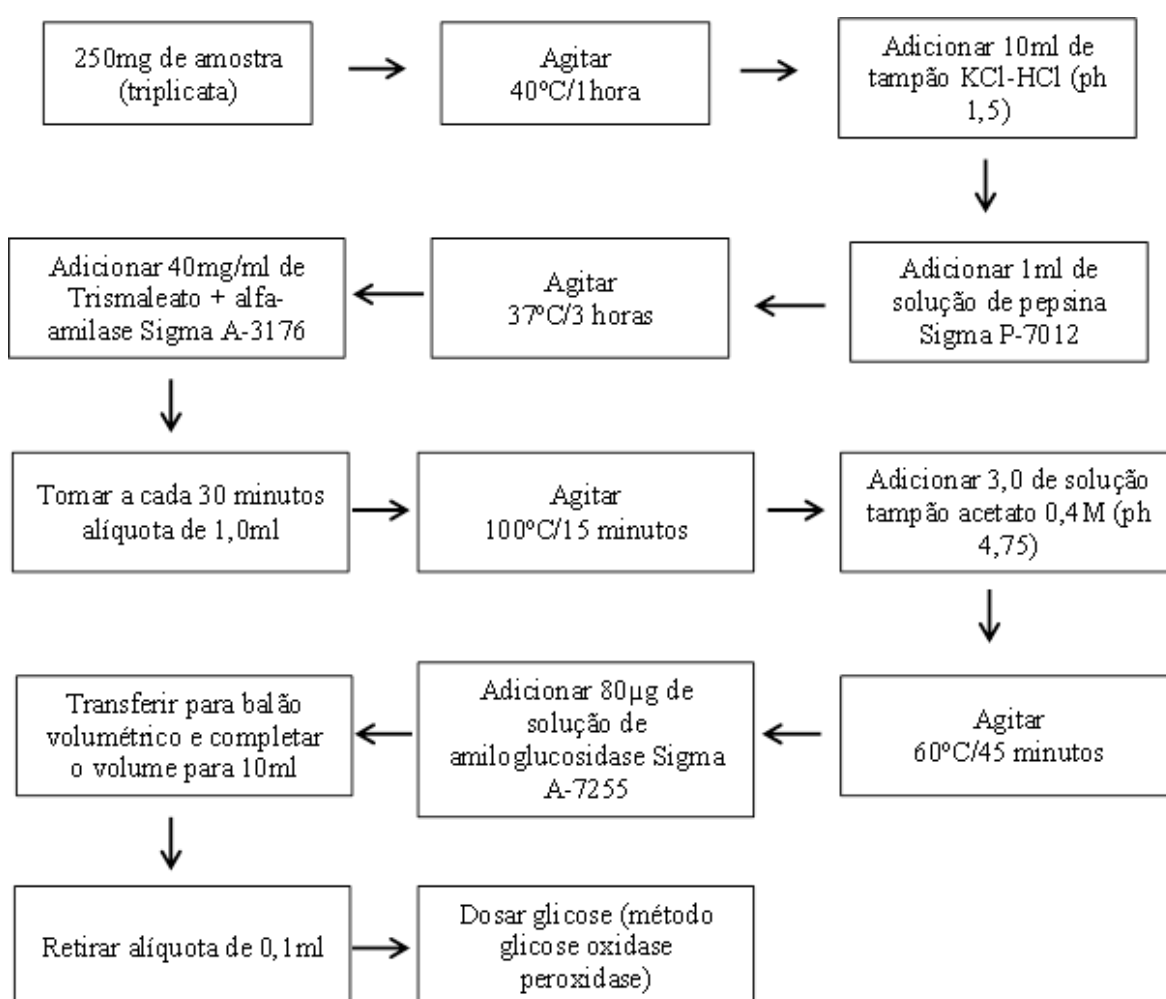 250mg de amostra
(triplicata)
Agitar
40ºC/1hora
Adicionar 10ml de
tampão KCl-HCl (ph
1,5)
Adicionar 1ml de
solução de pepsina
Sigma P-7012
Agitar
37ºC/3 horas
Adicionar 40mg/ml de
Trismaleato + alfa-
amilase Sigma A-3176
Tomar a cada 30 minutos
alíquota de 1,0ml
Agitar
100ºC/15 minutos
Adicionar 3,0 de solução
tampão acetato 0,4M (ph
4,75)
Agitar
60ºC/45 minutos
Adicionar 80µg de
solução de
amiloglucosidase Sigma
A-7255
Transferir para balão
volumétrico e completar
o volume para 10ml
Retirar alíquota de 0,1ml
Dosar glicose (método
glicose oxidase
peroxidase)